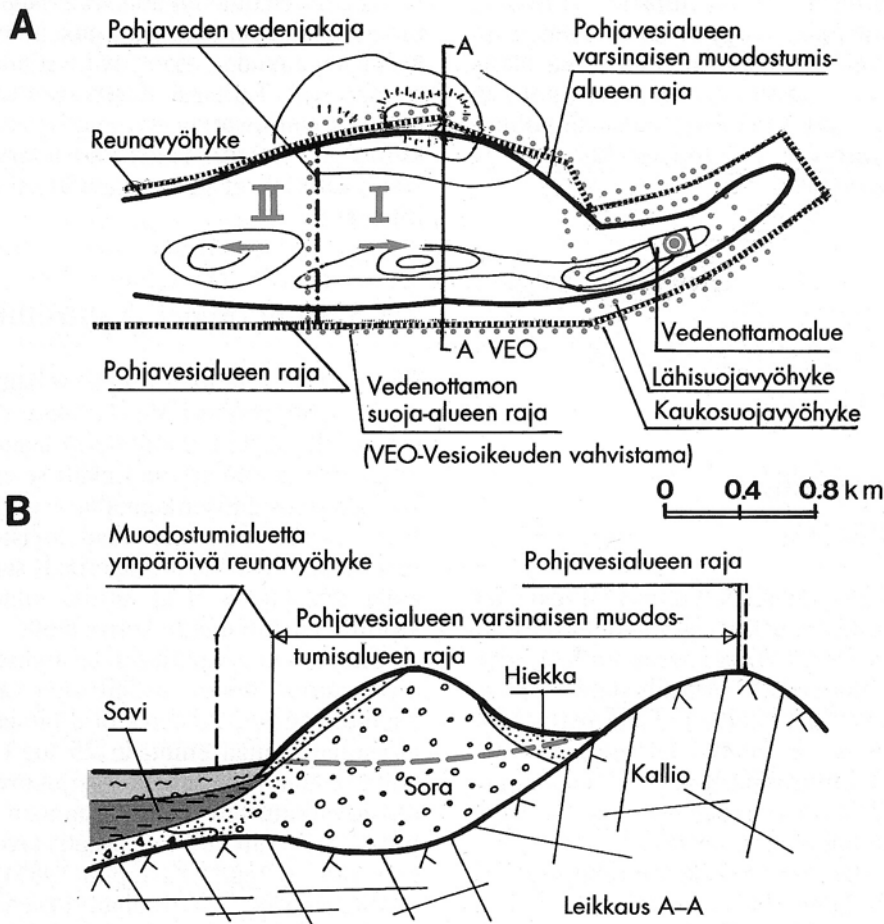 A
Pohjaveden vedenjakaja
A
Pohjavesialueen
varsinaisen muodostumis-
alueen raja
Reunavyöhyke
II
I
A VEO
Vedenottamoalue
Pohjavesialueen raja
Vedenottamon
suoja-alueen raja
Lähisuojavyöhyke
Kaukosuojavyöhyke
(VEO-Vesioikeuden vahvistama)
0 0.4 0.8 km
B
Muodostumialuetta
ympäröivä reunavyöhyke
Pohjavesialueen raja
Pohjavesialueen varsinaisen muodos-
tumisalueen raja
Hiekka
Savi
Sora
Kallio
Leikkaus A–A